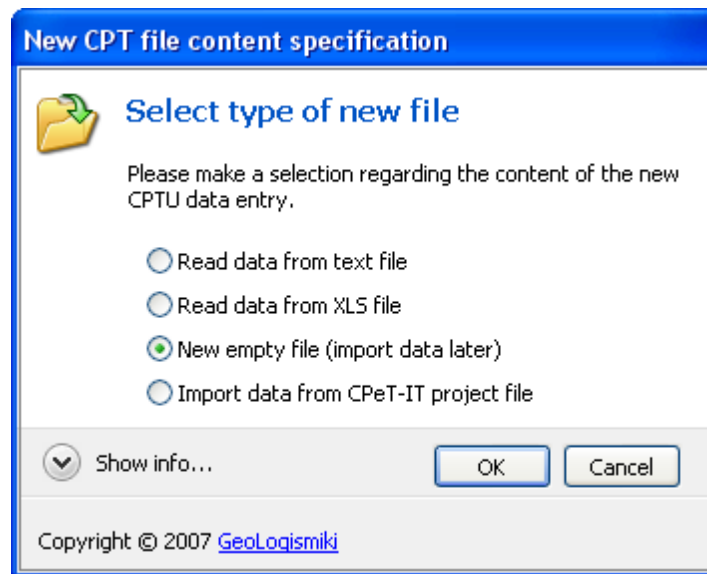 New CPT file content specification
Select type of new file
Please make a selection regarding the content of the new
CPTU data entry.
Read data from text file
Read data from XLS file
New empty file (import data later)
Import data from CPeT-IT project file
Show info...
OK
Cancel
Copyright © 2007 GeoLogismiki